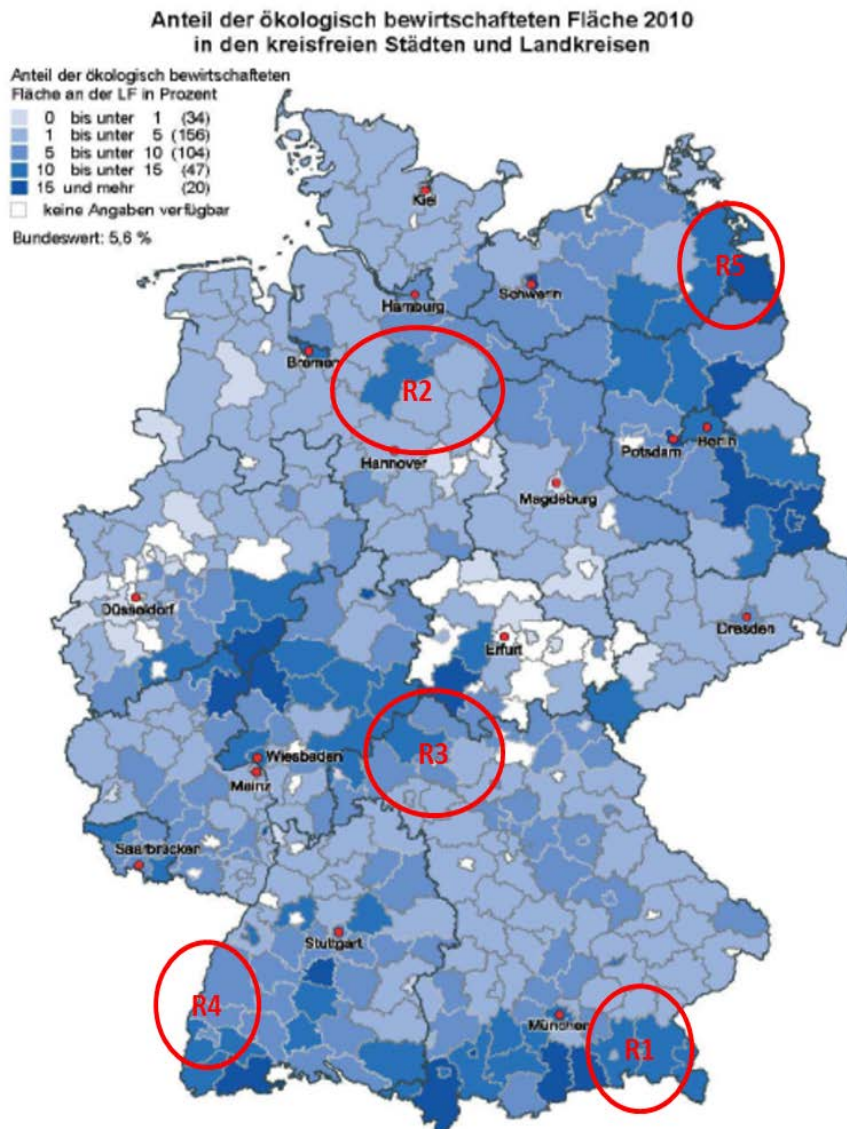 Anteil der ökologisch bewirtschafteten Fläche 2010
in den kreisfreien Städten und Landkreisen
Anteil der ökologisch bewirtschafteten
Fläche an der LF in Prozent
0 bis unter 1 (34)
1 bis unter 5 (156)
5 bis unter 10 (104)
10 bis unter 15 (47)
15 und mehr (20)
keine Angaben verfügbar
Bundeswert: 5,6 %
Kiel
R5
Schwerin
Hamburg
Bremen
R2
Berlin
Potsdam
Hannover
Magdeburg
Düsseldorf
Dresden
Erfurt
R3
Wiesbaden
Mainz
Saarbrücken
Stuttgart
R4
München
R1